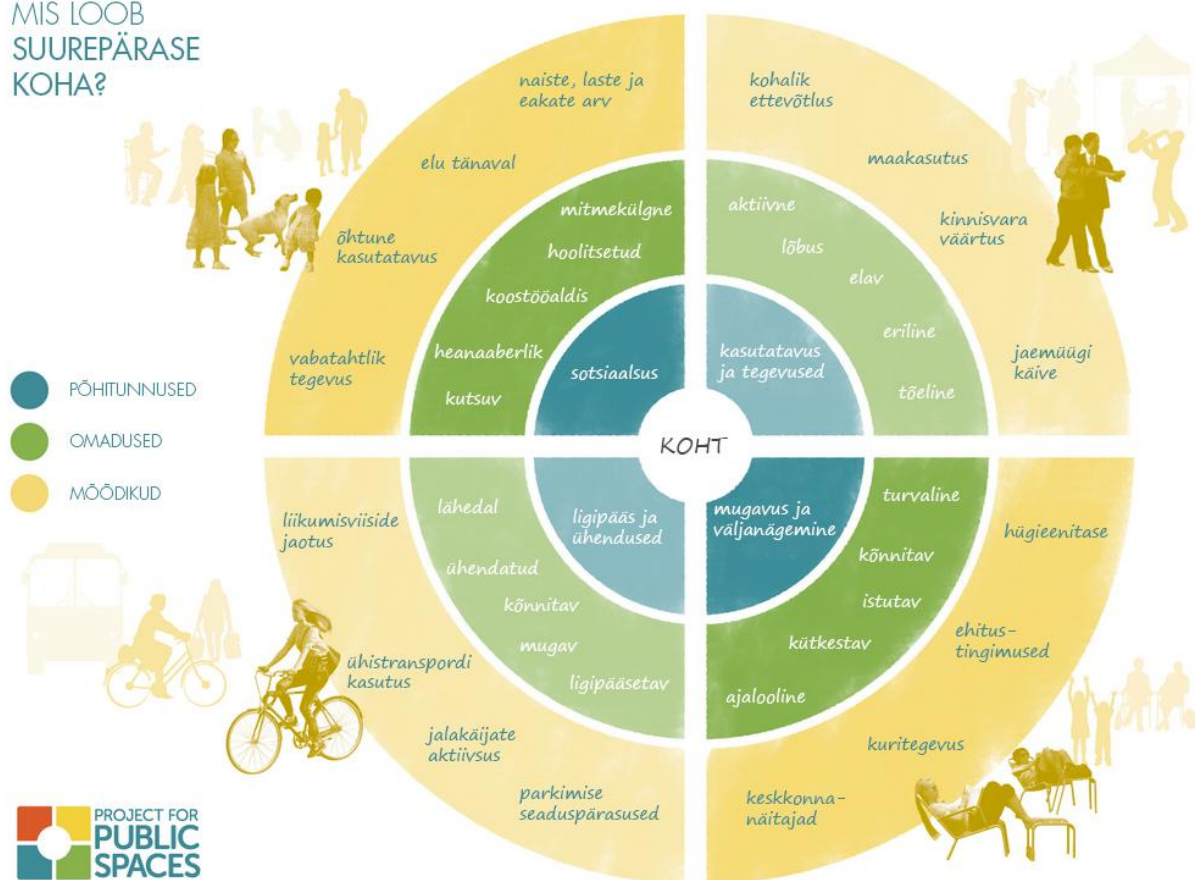 MIS LOOB
SUUREPÄRASE
KOHA?
naiste, laste ja
eakate arv
elu tänaval
õhtune
kasutatavus
vabatahtlik
tegevus
mitmekülgne
hoolitsetud
koostööaldis
heanaaberlik
kutsuv
sotsiaalsus
kohalik
ettevõtlus
maakasutus
kinnisvara
väärtus
jaemüügi
käive
aktiivne
lõbus
elav
eriline
tõeline
kasutatavus
ja tegevused
KOHT
PÕHITUNNUSED
OMADUSED
MÕÕDIKUD
liikumisviiside
jaotus
ühistranspordi
kasutus
jalakäijate
aktiivsus
parkimise
seaduspärasused
lähedal
ühendatud
kõnnitav
mugav
ligipääsetav
ligipääs ja
ühendused
mugavus ja
väljanägemine
turvaline
kõnnitav
istutav
kütkestav
ajalooline
hügieenitase
ehitus-
tingimused
kuritegevus
keskkonna-
näitajad
PROJECT FOR
PUBLIC
SPACES